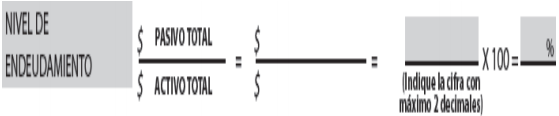 NIVEL DE
ENDEUDAMIENTO
$ PASIVO TOTAL = $ = X 100 = %
$ ACTIVO TOTAL $
(Indique la cifra con
máximo 2 decimales)